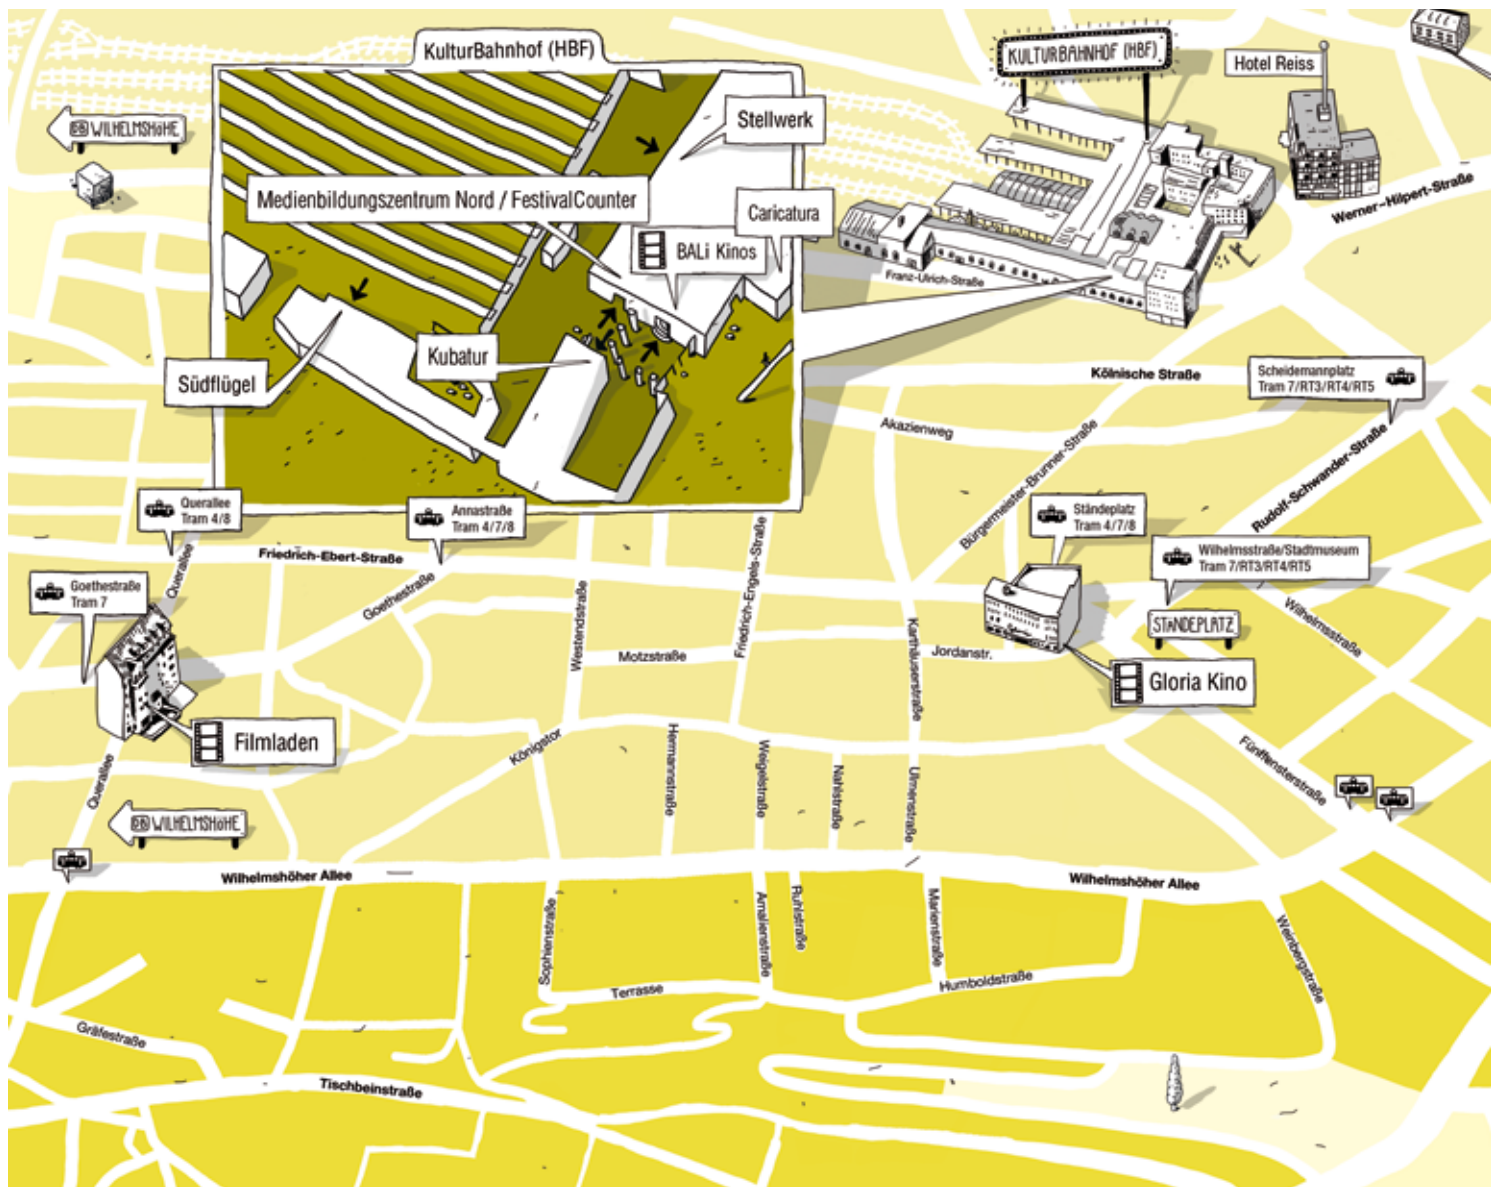 KulturBahnhof (HBF)
KULTURBAHNHOF (HBF)
Hotel Reiss
DB WILHELMSHÖHE
Stellwerk
Medienbildungszentrum Nord / FestivalCounter
Caricatura
BALi Kinos
Werner-Hilpert-Straße
Franz-Ulrich-Straße
Kubatur
Südflügel
Kölnische Straße
Scheidemannplatz
Tram 7/RT3/RT4/RT5
Akazienweg
Bürgermeister-Brunner-Straße
Rudolf-Schwander-Straße
Querallee
Tram 4/8
Annastraße
Tram 4/7/8
Ständeplatz
Tram 4/7/8
Wilhelmsstraße/Stadtmuseum
Tram 7/RT3/RT4/RT5
Friedrich-Ebert-Straße
Querallee
Goethestraße
Tram 7
Goethestraße
Westendstraße
Friedrich-Engels-Straße
Motzstraße
Karthäuserstraße
Jordanstr.
STÄNDEPLATZ
Wilhelmsstraße
Gloria Kino
Filmladen
Königstor
Querallee
Hermannstraße
Weigelstraße
Nahlstraße
Ulmenstraße
Fünffensterstraße
DB WILHELMSHÖHE
Wilhelmshöher Allee
Wilhelmshöher Allee
Sophienstraße
Amalienstraße
Ruhlstraße
Marienstraße
Weinbergstraße
Terrasse
Humboldstraße
Gräfestraße
Tischbeinstraße